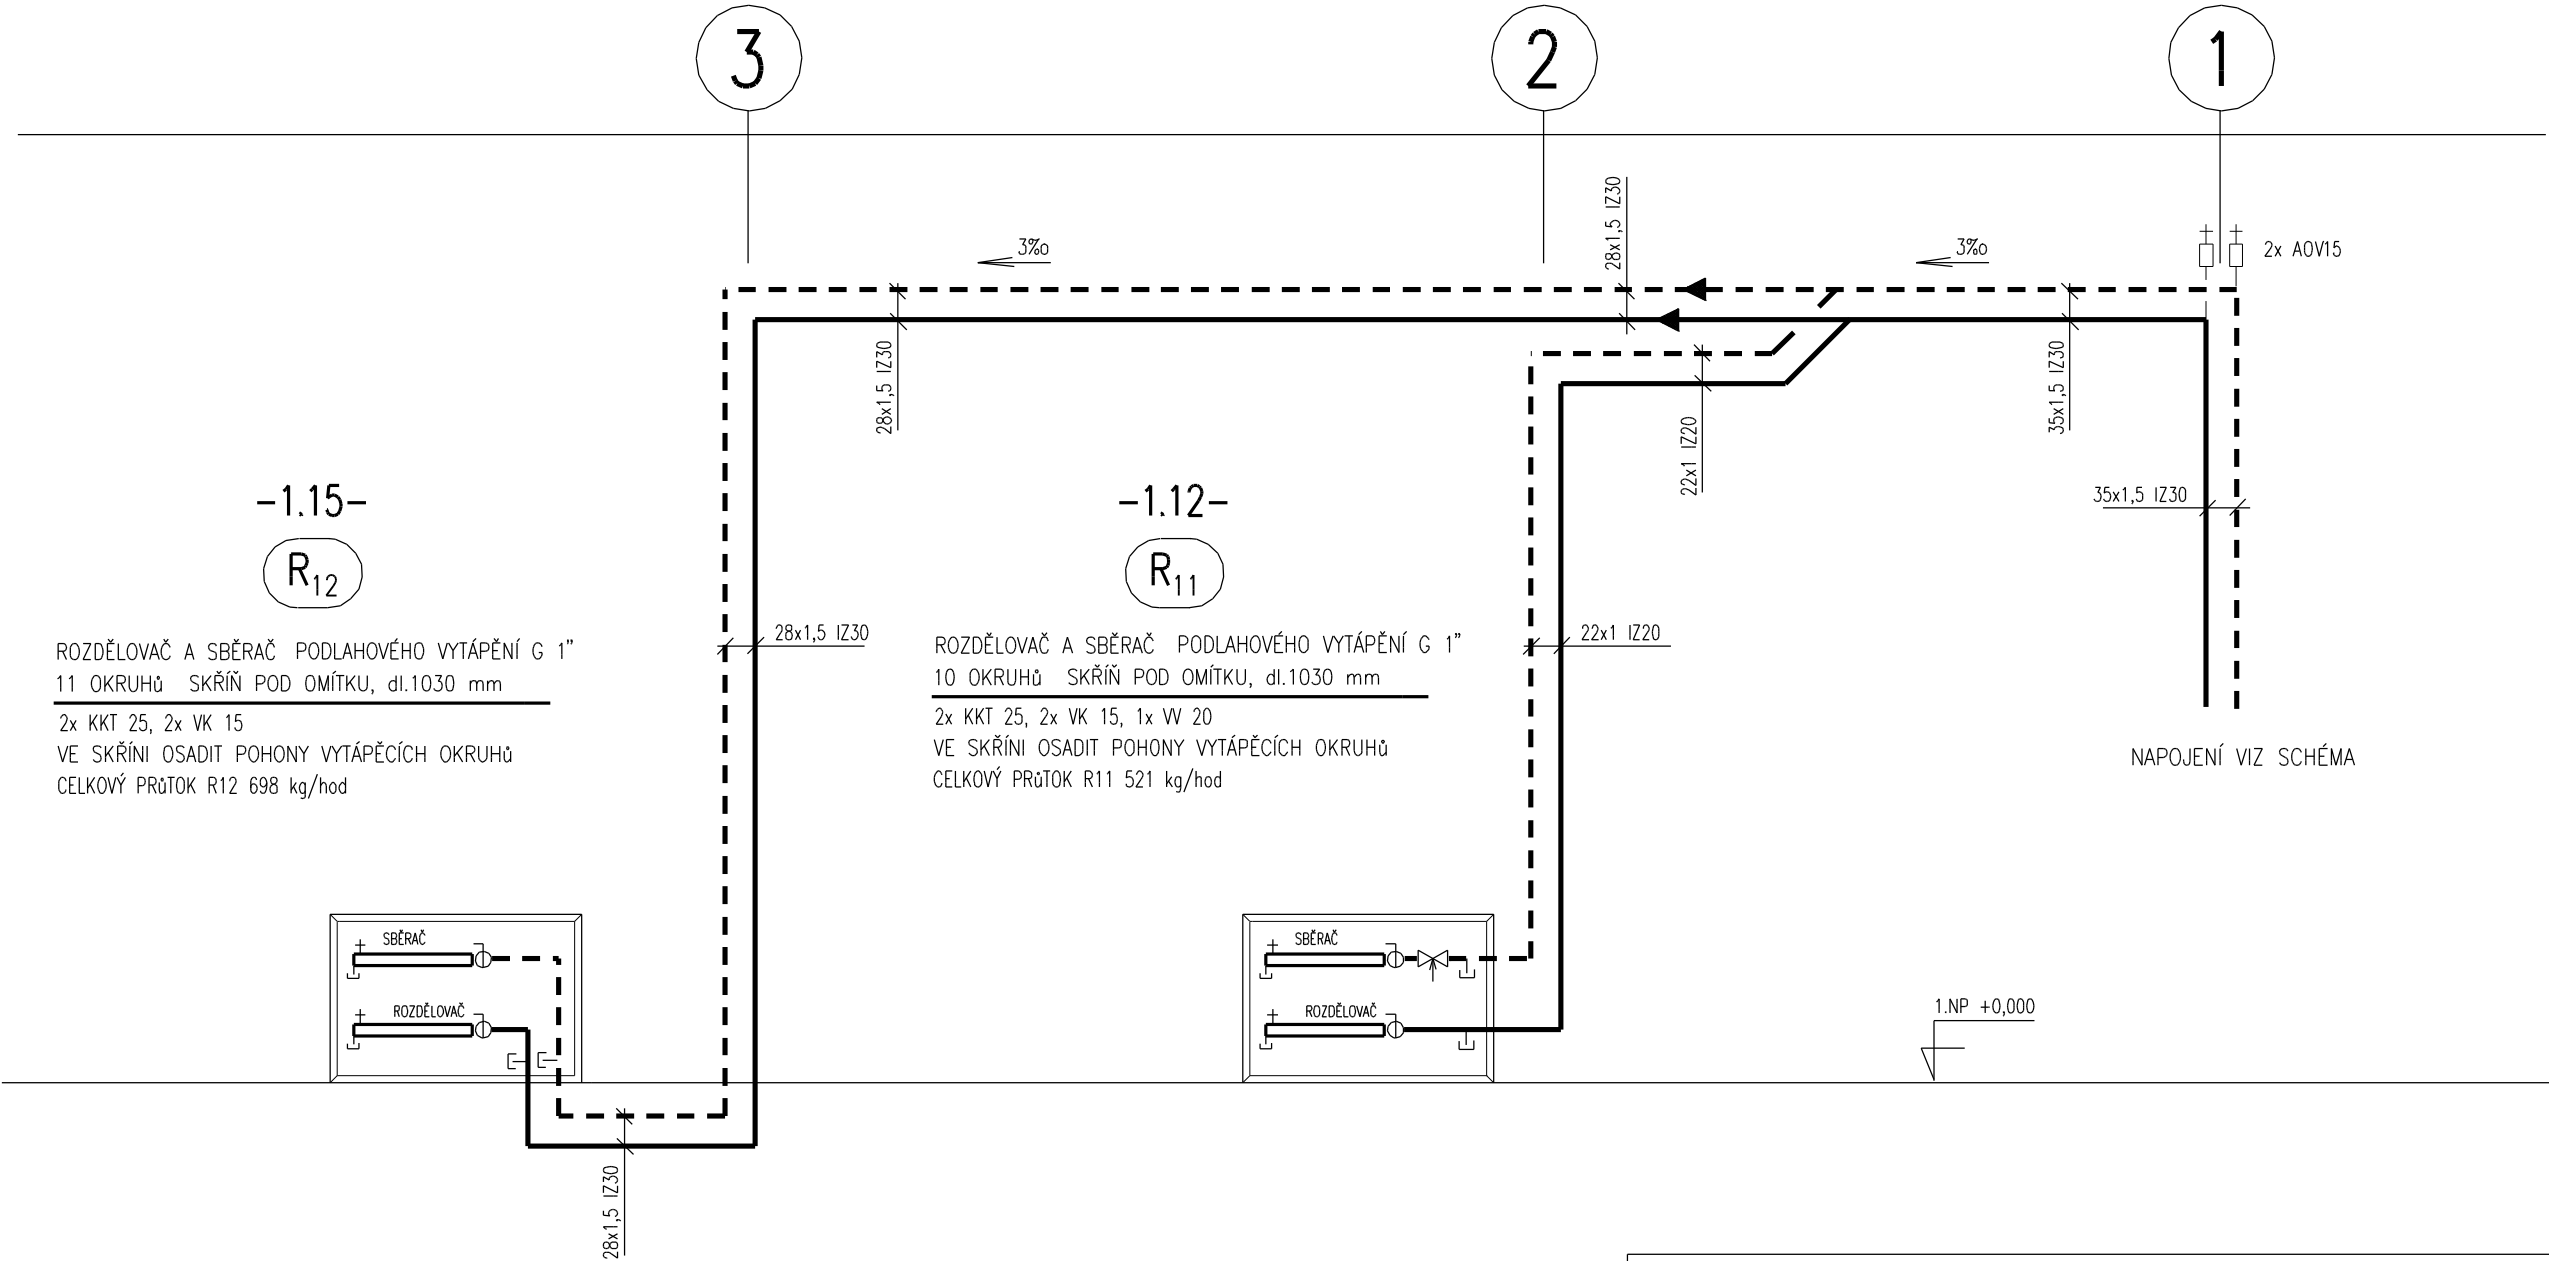 3
2
1
28x1,5 IZ30
3‰
3‰
2x AOV15
28x1,5 IZ30
35x1,5 IZ30
22x1 IZ20
35x1,5 IZ30
-1.15-
R12
ROZDĚLOVAČ A SBĚRAČ PODLAHOVÉHO VYTÁPĚNÍ G 1”
11 OKRUHů SKŘÍŇ POD OMÍTKU, dl.1030 mm
2x KKT 25, 2x VK 15
VE SKŘÍNI OSADIT POHONY VYTÁPĚCÍCH OKRUHů
CELKOVÝ PRůTOK R12 698 kg/hod
28x1,5 IZ30
-1.12-
R11
ROZDĚLOVAČ A SBĚRAČ PODLAHOVÉHO VYTÁPĚNÍ G 1”
10 OKRUHů SKŘÍŇ POD OMÍTKU, dl.1030 mm
2x KKT 25, 2x VK 15, 1x VV 20
VE SKŘÍNI OSADIT POHONY VYTÁPĚCÍCH OKRUHů
CELKOVÝ PRůTOK R11 521 kg/hod
22x1 IZ20
NAPOJENÍ VIZ SCHÉMA
SBĚRAČ
ROZDĚLOVAČ
SBĚRAČ
ROZDĚLOVAČ
1.NP +0,000
28x1,5 IZ30